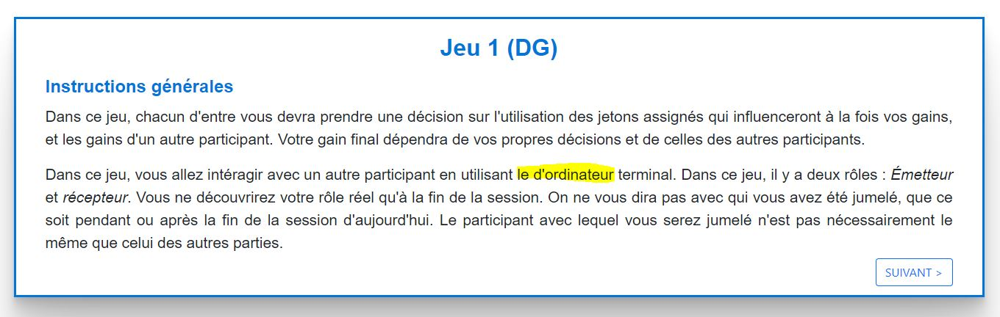 Jeu 1 (DG)
Instructions générales
Dans ce jeu, chacun d'entre vous devra prendre une décision sur l'utilisation des jetons assignés qui influenceront à la fois vos gains,
et les gains d'un autre participant. Votre gain final dépendra de vos propres décisions et de celles des autres participants.
Dans ce jeu, vous allez intéragir avec un autre participant en utilisant le d'ordinateur terminal. Dans ce jeu, il y a deux rôles : Émetteur
et récepteur. Vous ne découvrirez votre rôle réel qu'à la fin de la session. On ne vous dira pas avec qui vous avez été jumelé, que ce
soit pendant ou après la fin de la session d'aujourd'hui. Le participant avec lequel vous serez jumelé n'est pas nécessairement le
même que celui des autres parties.
SUIVANT >